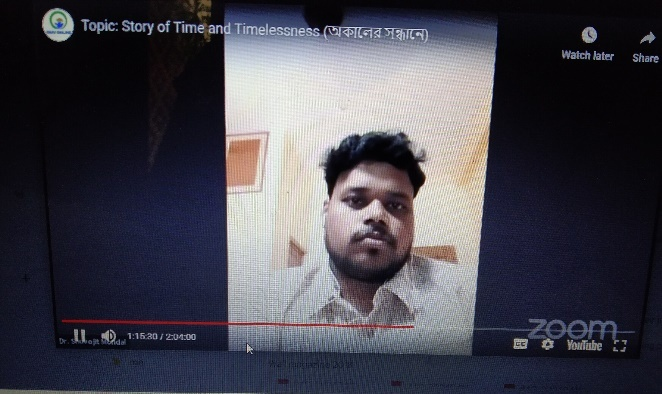 Topic: Story of Time and Timelessness (অকালের সন্ধানে)
Watch later
Share
zoom
1:15:30 / 2:04:00
CC
YouTube